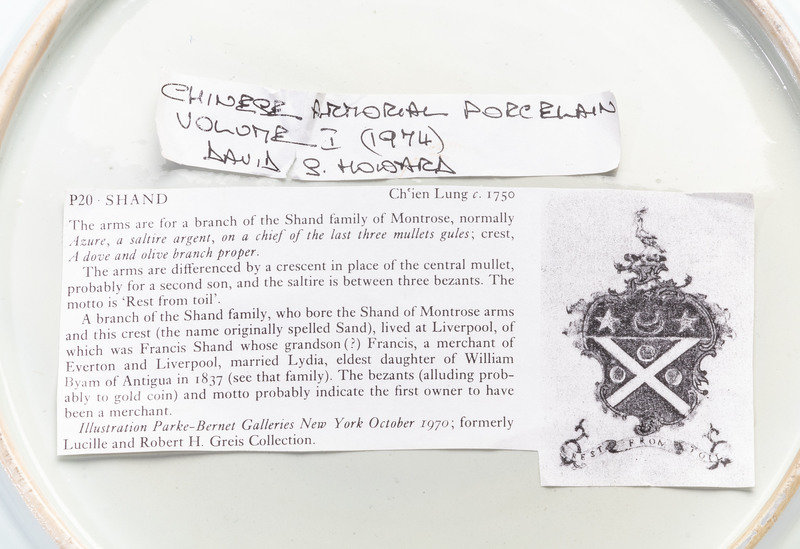 CHINESE ARMORIAL PORCELAIN
VOLUME I (1974)
DAVID S. HOWARD
P20 · SHAND Chʻien Lung c. 1750
The arms are for a branch of the Shand family of Montrose, normally
Azure, a saltire argent, on a chief of the last three mullets gules; crest,
A dove and olive branch proper.
The arms are differenced by a crescent in place of the central mullet,
probably for a second son, and the saltire is between three bezants. The
motto is ‘Rest from toil’.
A branch of the Shand family, who bore the Shand of Montrose arms
and this crest (the name originally spelled Sand), lived at Liverpool, of
which was Francis Shand whose grandson (?) Francis, a merchant of
Everton and Liverpool, married Lydia, eldest daughter of William
Byam of Antigua in 1837 (see that family). The bezants (alluding prob-
ably to gold coin) and motto probably indicate the first owner to have
been a merchant.
Illustration Parke-Bernet Galleries New York October 1970; formerly
Lucille and Robert H. Greis Collection.
REST FROM TOIL